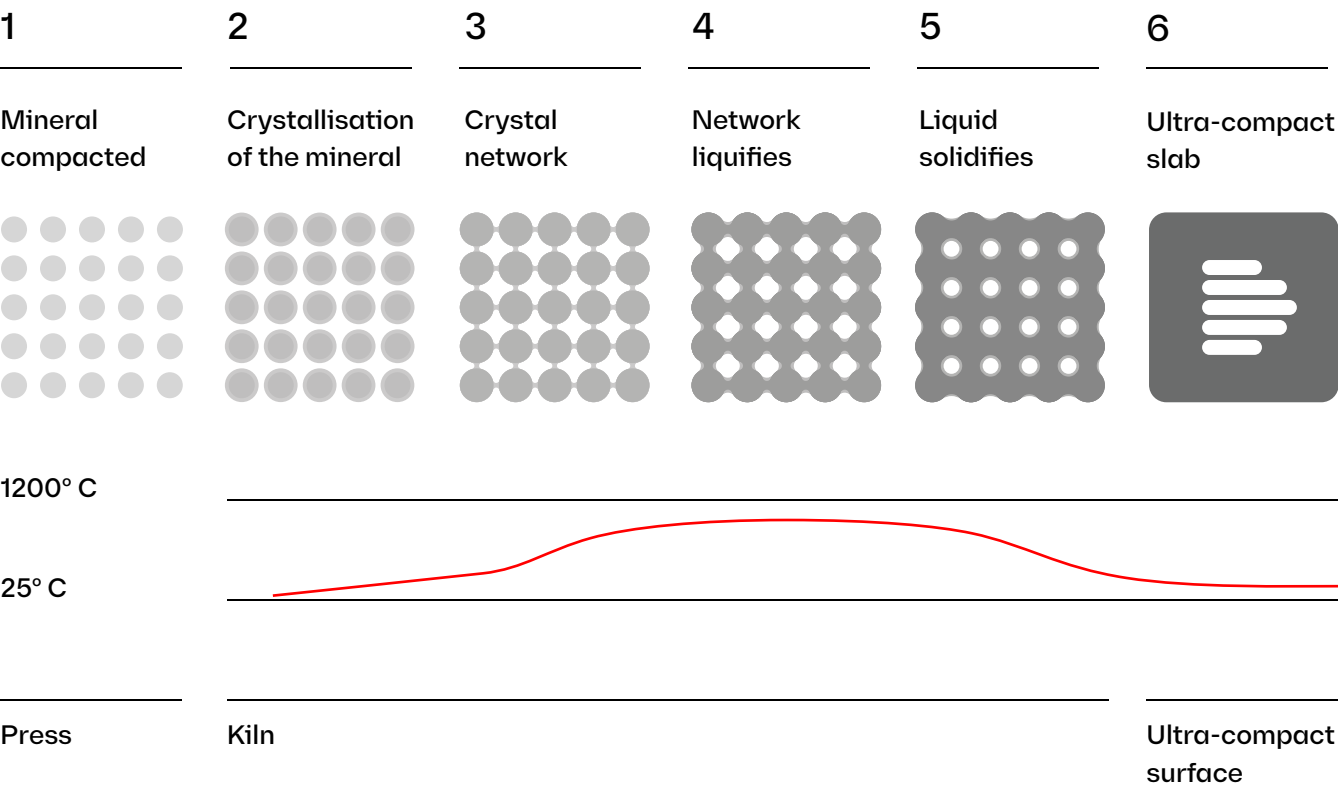 1
2
3
4
5
6
Mineral
compacted
Crystallisation
of the mineral
Crystal
network
Network
liquifies
Liquid
solidifies
Ultra-compact
slab
1200° C
25° C
Press
Kiln
Ultra-compact
surface